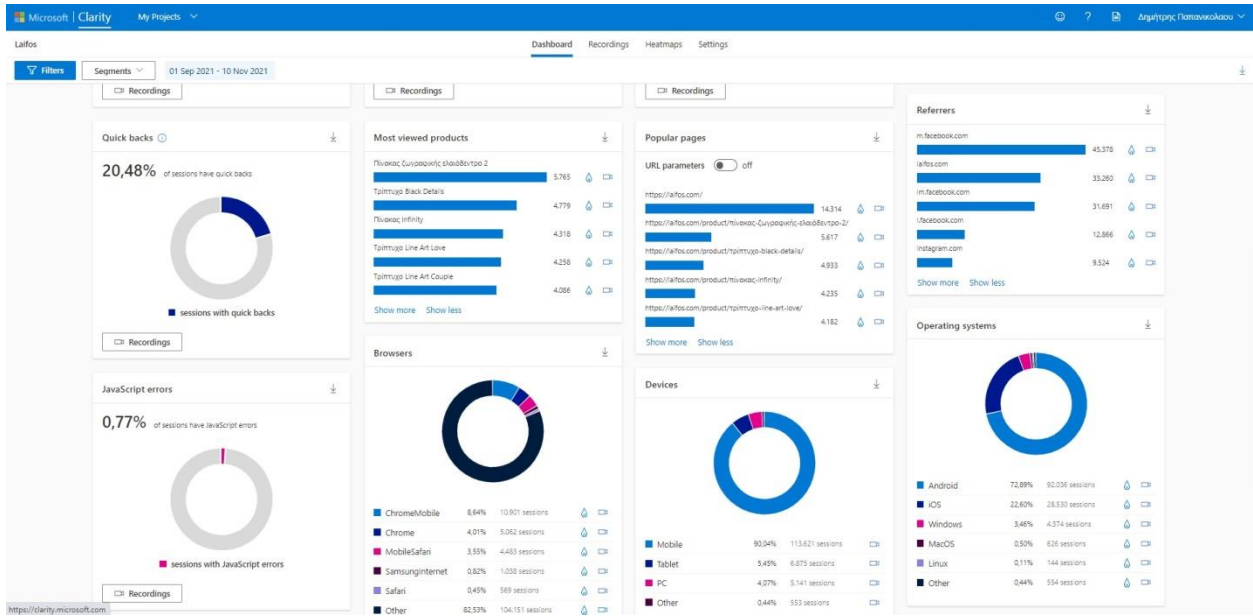 Microsoft | Clarity My Projects
? Δημήτρης Παπανικολαου
Laifos
Dashboard Recordings Heatmaps Settings
Filters Segments 01 Sep 2021 - 10 Nov 2021
Recordings
Recordings
Recordings
Quick backs
20,48% of sessions have quick backs
sessions with quick backs
Recordings
JavaScript errors
0,77% of sessions have JavaScript errors
sessions with JavaScript errors
Recordings
https://clarity.microsoft.com
Most viewed products
Πίνακας ζωγραφικής ελαιόδεντρο 2
5.765
Τρίπτυχο Black Details
4.779
Πίνακας Infinity
4.318
Τρίπτυχο Line Art Love
4.258
Τρίπτυχο Line Art Couple
4.086
Show more Show less
Browsers
ChromeMobile 8,64% 10.901 sessions
Chrome 4,01% 5.062 sessions
MobileSafari 3,55% 4.483 sessions
SamsungInternet 0,82% 1.038 sessions
Safari 0,45% 569 sessions
Other 82,53% 104.151 sessions
Popular pages
URL parameters off
https://laifos.com/
14.314
https://laifos.com/product/πίνακας-ζωγραφικής-ελαιόδεντρο-2/
5.617
https://laifos.com/product/τρίπτυχο-black-details/
4.933
https://laifos.com/product/πίνακας-infinity/
4.235
https://laifos.com/product/τρίπτυχο-line-art-love/
4.182
Show more Show less
Devices
Mobile 90,04% 113.621 sessions
Tablet 5,45% 6.875 sessions
PC 4,07% 5.141 sessions
Other 0,44% 553 sessions
Referrers
m.facebook.com
45.378
laifos.com
33.260
lm.facebook.com
31.691
l.facebook.com
12.866
instagram.com
9.524
Show more Show less
Operating systems
Android 72,89% 92.036 sessions
iOS 22,60% 28.530 sessions
Windows 3,46% 4.374 sessions
MacOS 0,50% 626 sessions
Linux 0,11% 144 sessions
Other 0,44% 554 sessions